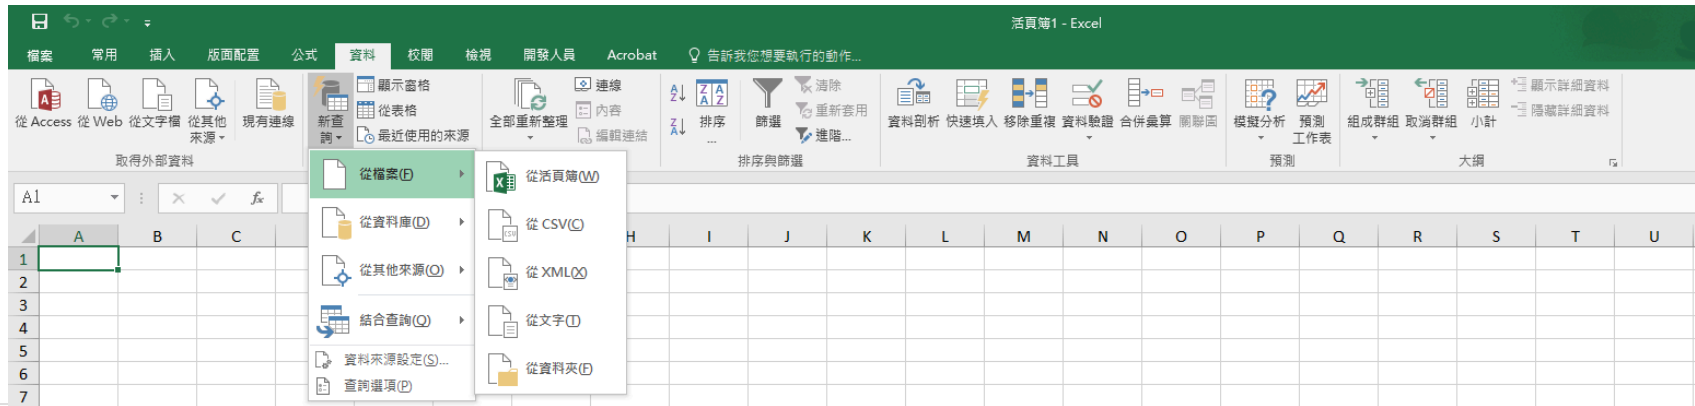 活頁簿1 - Excel
檔案 常用 插入 版面配置 公式 資料 校閱 檢視 開發人員 Acrobat 告訴我您想要執行的動作...
從 Access 從 Web 從文字檔 從其他來源 現有連線
取得外部資料
新查詢
顯示窗格
從表格
最近使用的來源
全部重新整理
連線
內容
編輯連結
排序...
篩選
清除
重新套用
進階...
排序與篩選
資料剖析 快速填入 移除重複 資料驗證 合併彙算 關聯圖
資料工具
模擬分析 預測工作表
預測
組成群組 取消群組 小計
顯示詳細資料
隱藏詳細資料
大綱
A1 fx
從檔案(F)
從資料庫(D)
從其他來源(O)
結合查詢(Q)
資料來源設定(S)...
查詢選項(P)
從活頁簿(W)
從 CSV(C)
從 XML(X)
從文字(T)
從資料夾(F)
A B C H I J K L M N O P Q R S T U
1
2
3
4
5
6
7